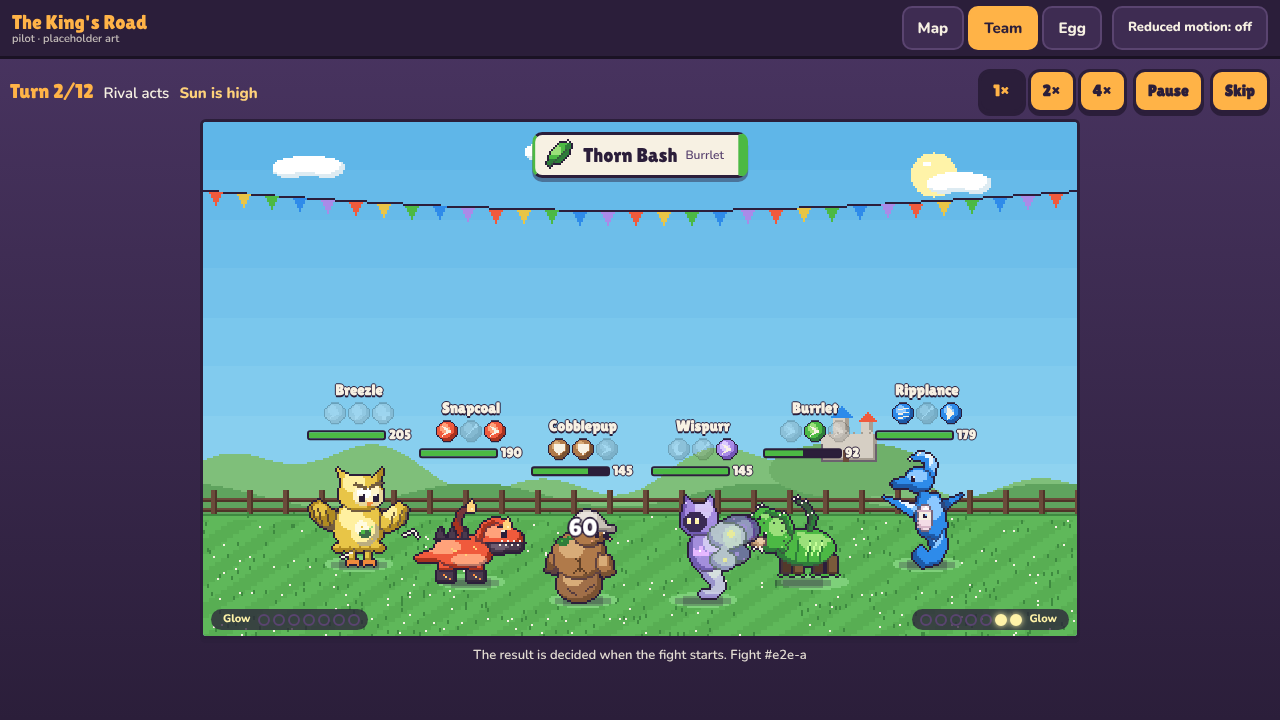 The King's Road
pilot · placeholder art
Map
Team
Egg
Reduced motion: off
Turn 2/12 Rival acts Sun is high
1×
2×
4×
Pause
Skip
Thorn Bash Burrlet
Breezle
205
Snapcoal
190
Cobblepup
145
Wispurr
145
Burrlet
92
Ripplance
179
60
Glow
Glow
The result is decided when the fight starts. Fight #e2e-a